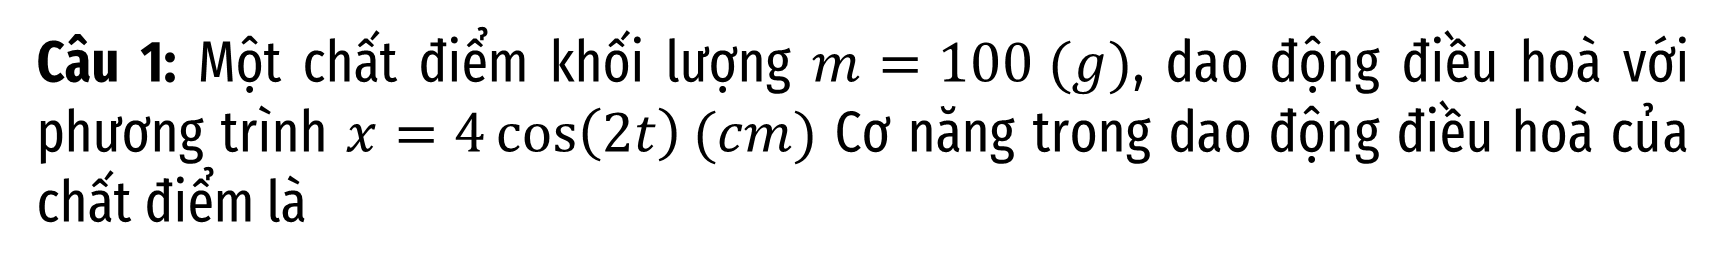 Câu 1: Một chất điểm khối lượng m = 100 (g), dao động điều hoà với
phương trình x = 4 cos(2t) (cm) Cơ năng trong dao động điều hoà của
chất điểm là